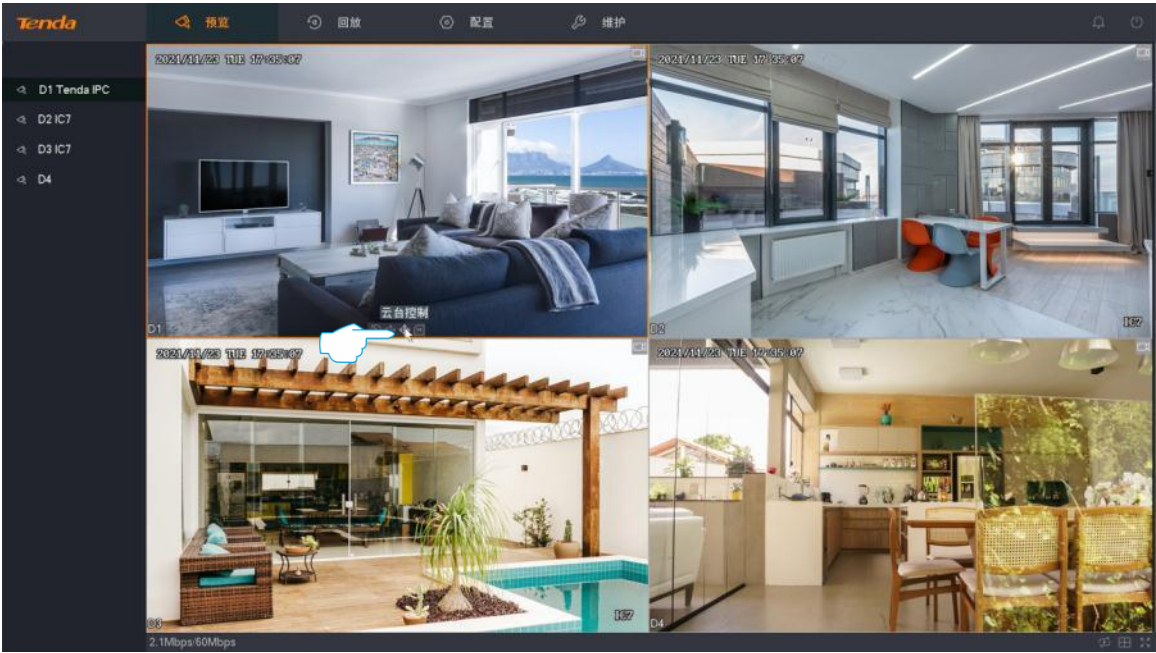 Tenda
预览
回放
配置
维护
D1 Tenda IPC
D2 IC7
D3 IC7
D4
2021/11/23 TUE 17:35:07
2021/11/23 TUE 17:35:07
云台控制
D1
D2
IC7
2021/11/23 TUE 17:35:07
2021/11/23 TUE 17:35:07
D3
IC7
D4
2.1Mbps/60Mbps